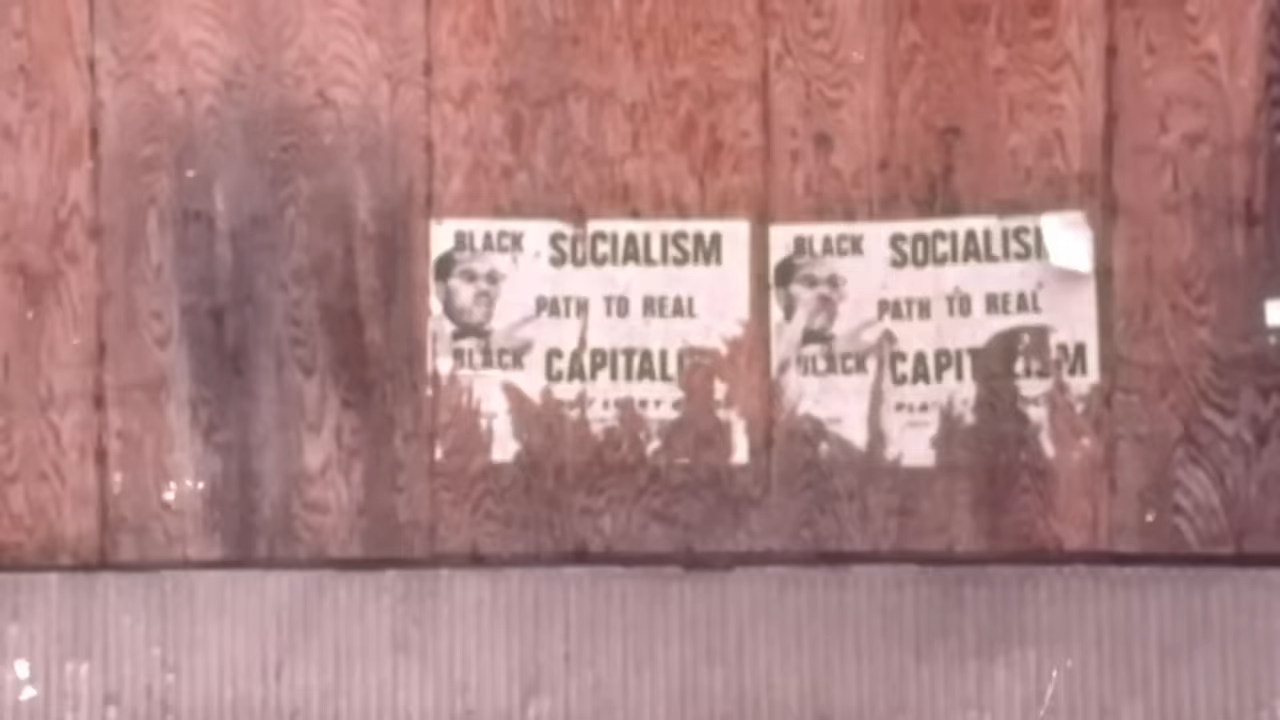 BLACK SOCIALISM
PATH TO REAL
BLACK CAPITAL
BLACK SOCIALIS
PATH TO REAL
BLACK CAPIT M